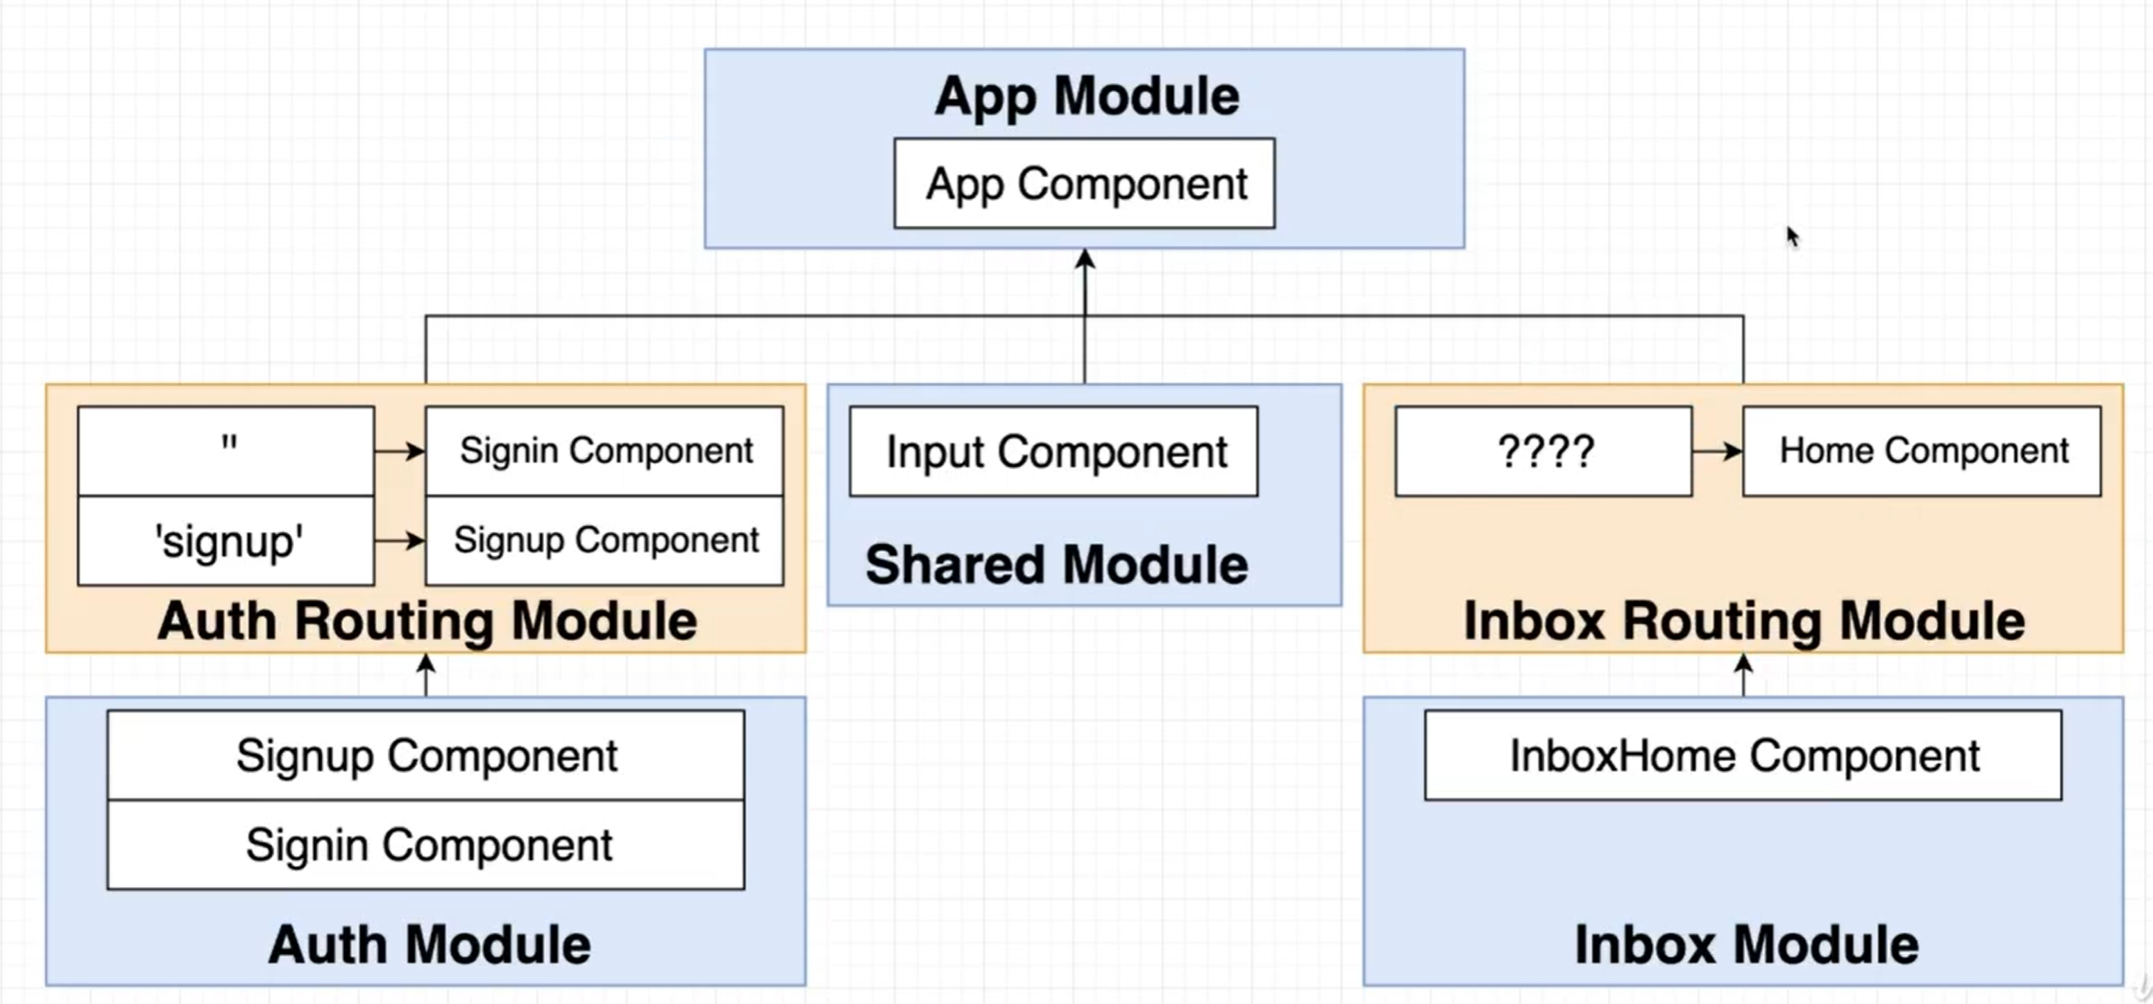 App Module
App Component
''
Signin Component
'signup'
Signup Component
Auth Routing Module
Input Component
Shared Module
????
Home Component
Inbox Routing Module
Signup Component
Signin Component
Auth Module
InboxHome Component
Inbox Module